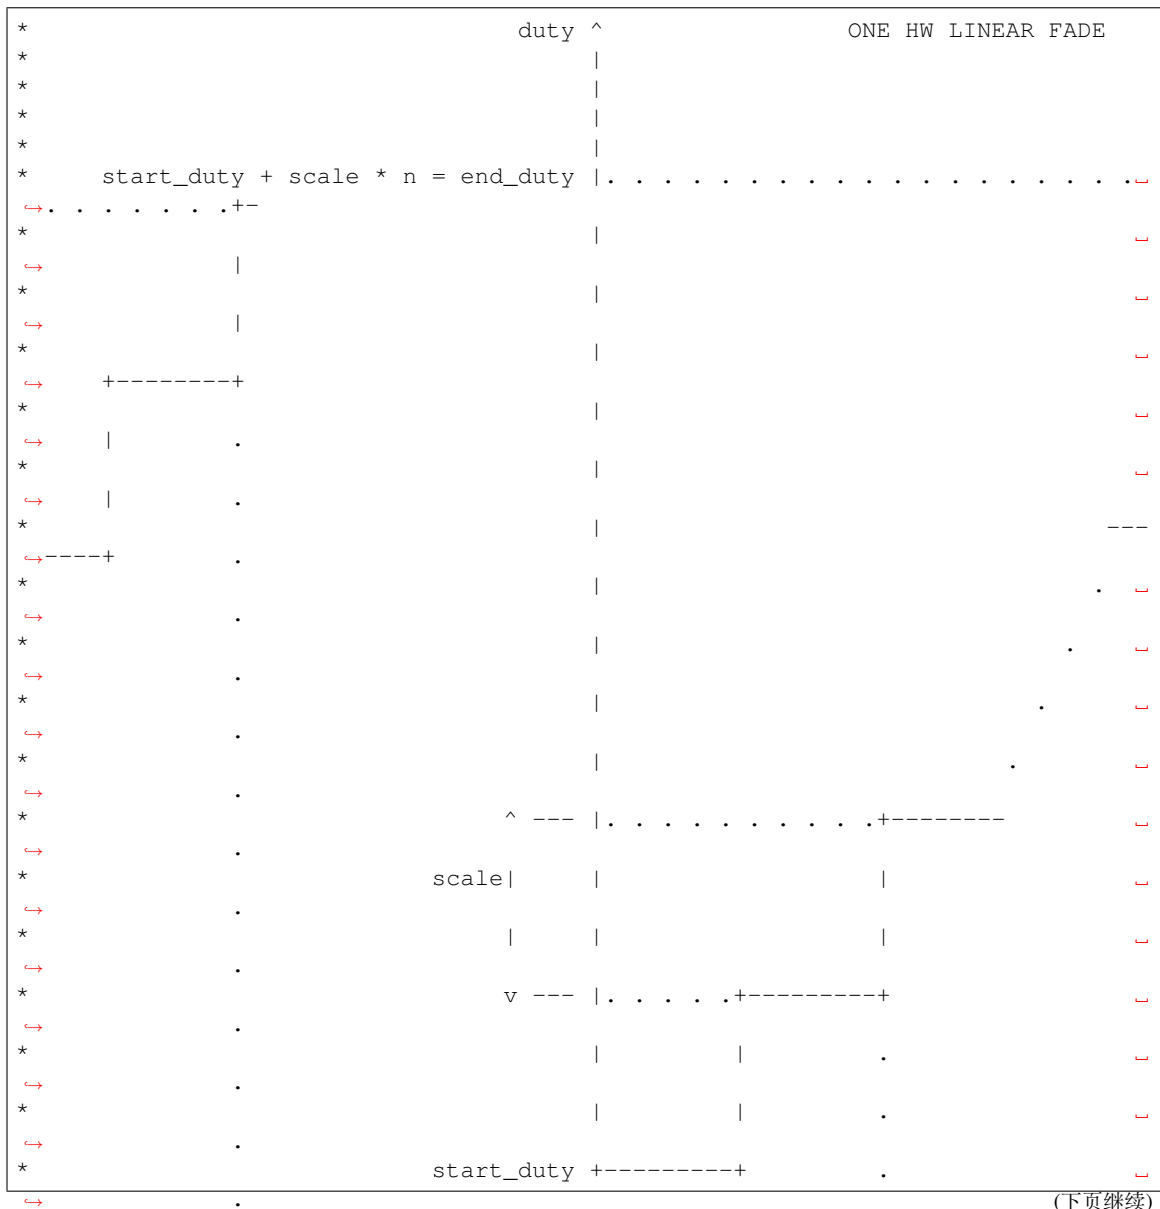 *                                  duty ^                 ONE HW LINEAR FADE
*                                       |
*                                       |
*                                       |
*                                       |
*     start_duty + scale * n = end_duty |. . . . . . . . . . . . . . . . . . .␣
↪. . . . . . .+-
*                                       |                                     ␣
↪             |
*                                       |                                     ␣
↪             |
*                                       |                                     ␣
↪    +--------+
*                                       |                                     ␣
↪    |        .
*                                       |                                     ␣
↪    |        .
*                                       |                                   ---
↪----+        .
*                                       |                                  .  ␣
↪             .
*                                       |                                .    ␣
↪             .
*                                       |                              .      ␣
↪             .
*                                       |                            .        ␣
↪             .
*                                 ^ --- |. . . . . . . . . .+--------         ␣
↪             .
*                            scale|     |                   |                 ␣
↪             .
*                                 |     |                   |                 ␣
↪             .
*                                 v --- |. . . . .+---------+                 ␣
↪             .
*                                       |         |         .                 ␣
↪             .
*                                       |         |         .                 ␣
↪             .
*                            start_duty +---------+         .                 ␣
↪             .
(下页继续)